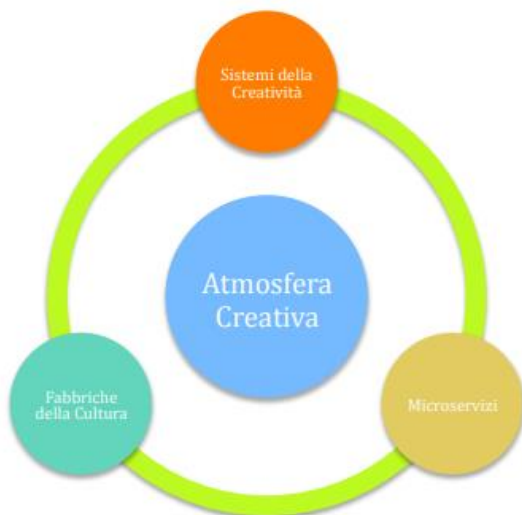 Sistemi della
Creatività
Atmosfera
Creativa
Fabbriche
della Cultura
Microservizi